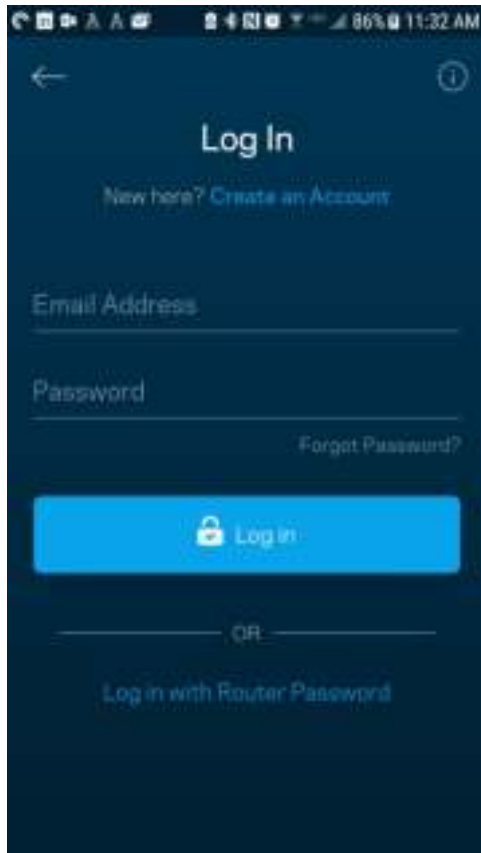 86% 11:32 AM
Log In
New here? Create an Account
Email Address
Password
Forgot Password?
Log in
OR
Log in with Router Password